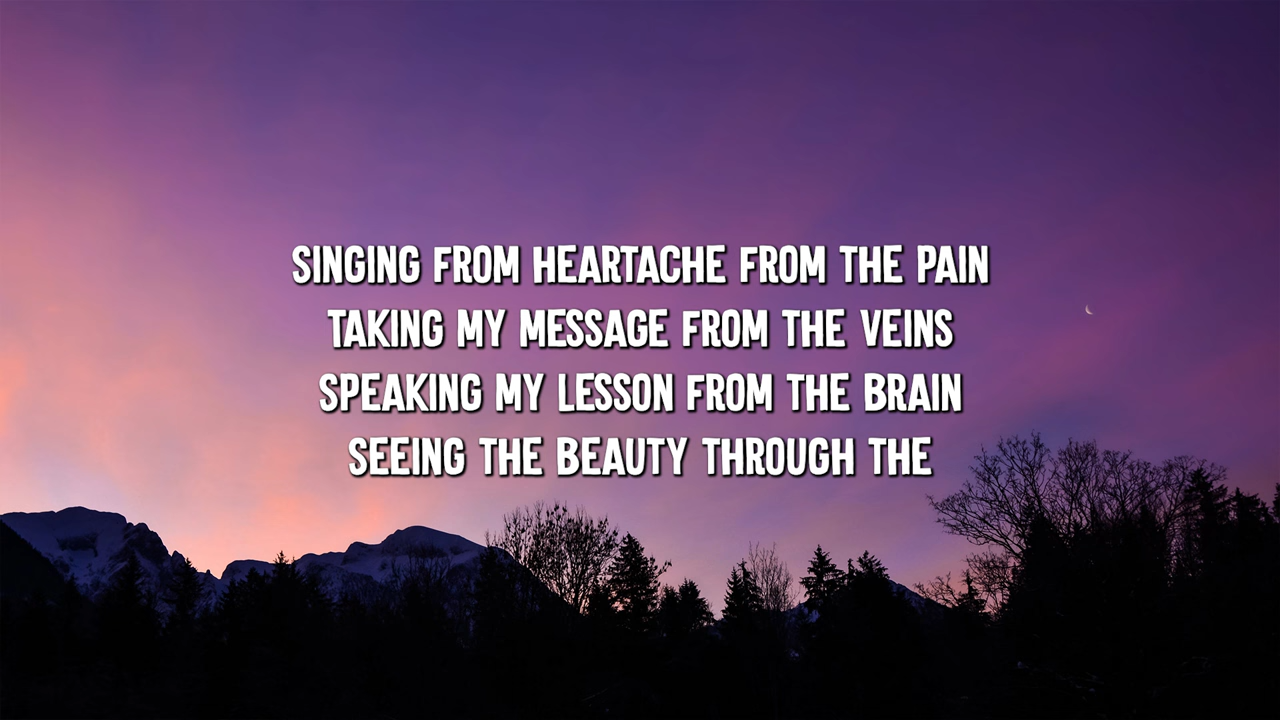 SINGING FROM HEARTACHE FROM THE PAIN
TAKING MY MESSAGE FROM THE VEINS
SPEAKING MY LESSON FROM THE BRAIN
SEEING THE BEAUTY THROUGH THE